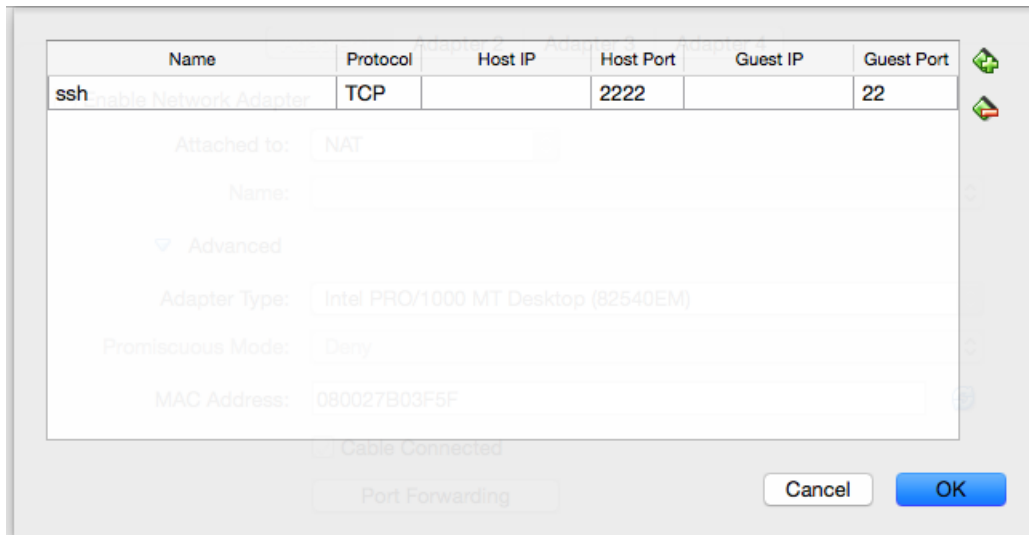 Adapter 2 Adapter 3 Adapter 4
Name Protocol Host IP Host Port Guest IP Guest Port
ssh TCP 2222 22
Enable Network Adapter
Attached to: NAT
Name:
Advanced
Adapter Type: Intel PRO/1000 MT Desktop (82540EM)
Promiscuous Mode: Deny
MAC Address: 080027B03F5F
Cable Connected
Port Forwarding
Cancel OK